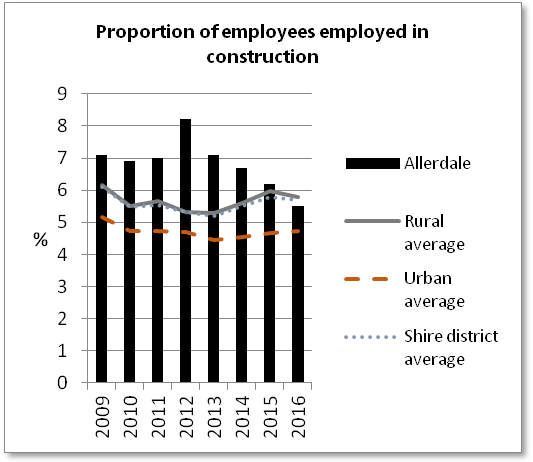 Proportion of employees employed in
construction
9
8
7
6
5
4
3
2
1
0
%
2009
2010
2011
2012
2013
2014
2015
2016
Allerdale
Rural
average
Urban
average
Shire district
average